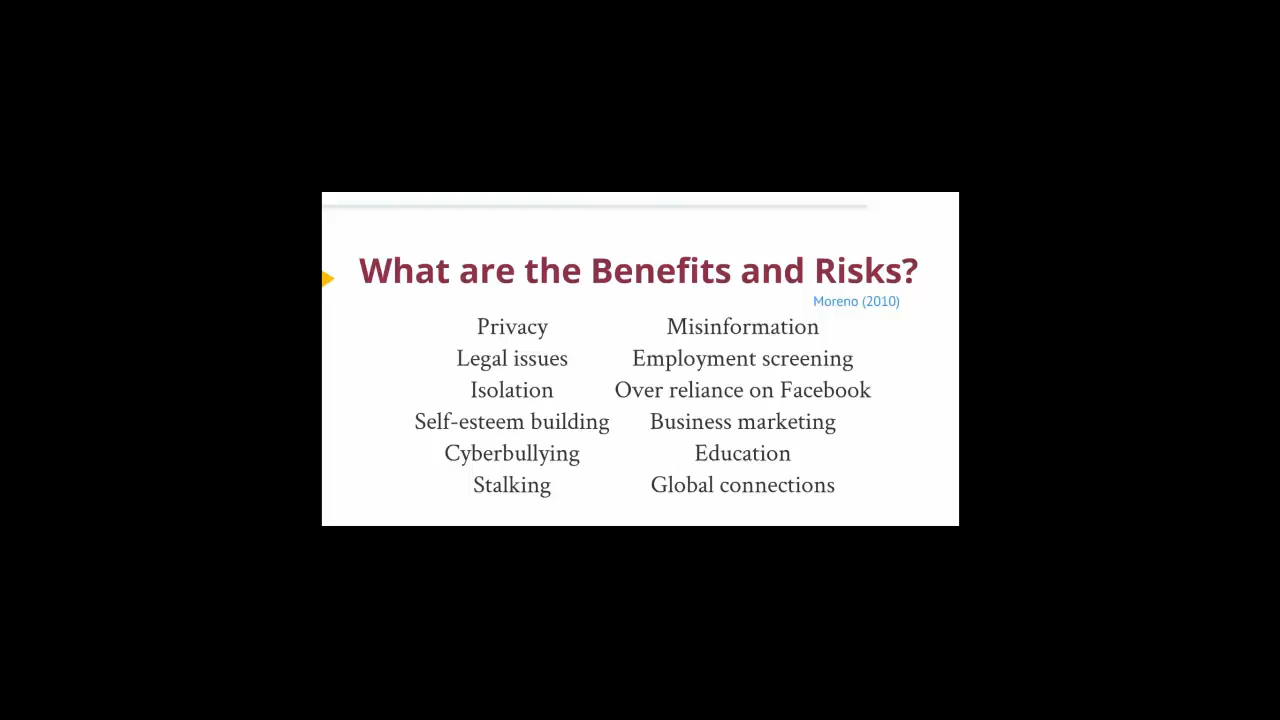 What are the Benefits and Risks?
Moreno (2010)
Privacy
Legal issues
Isolation
Self-esteem building
Cyberbullying
Stalking
Misinformation
Employment screening
Over reliance on Facebook
Business marketing
Education
Global connections